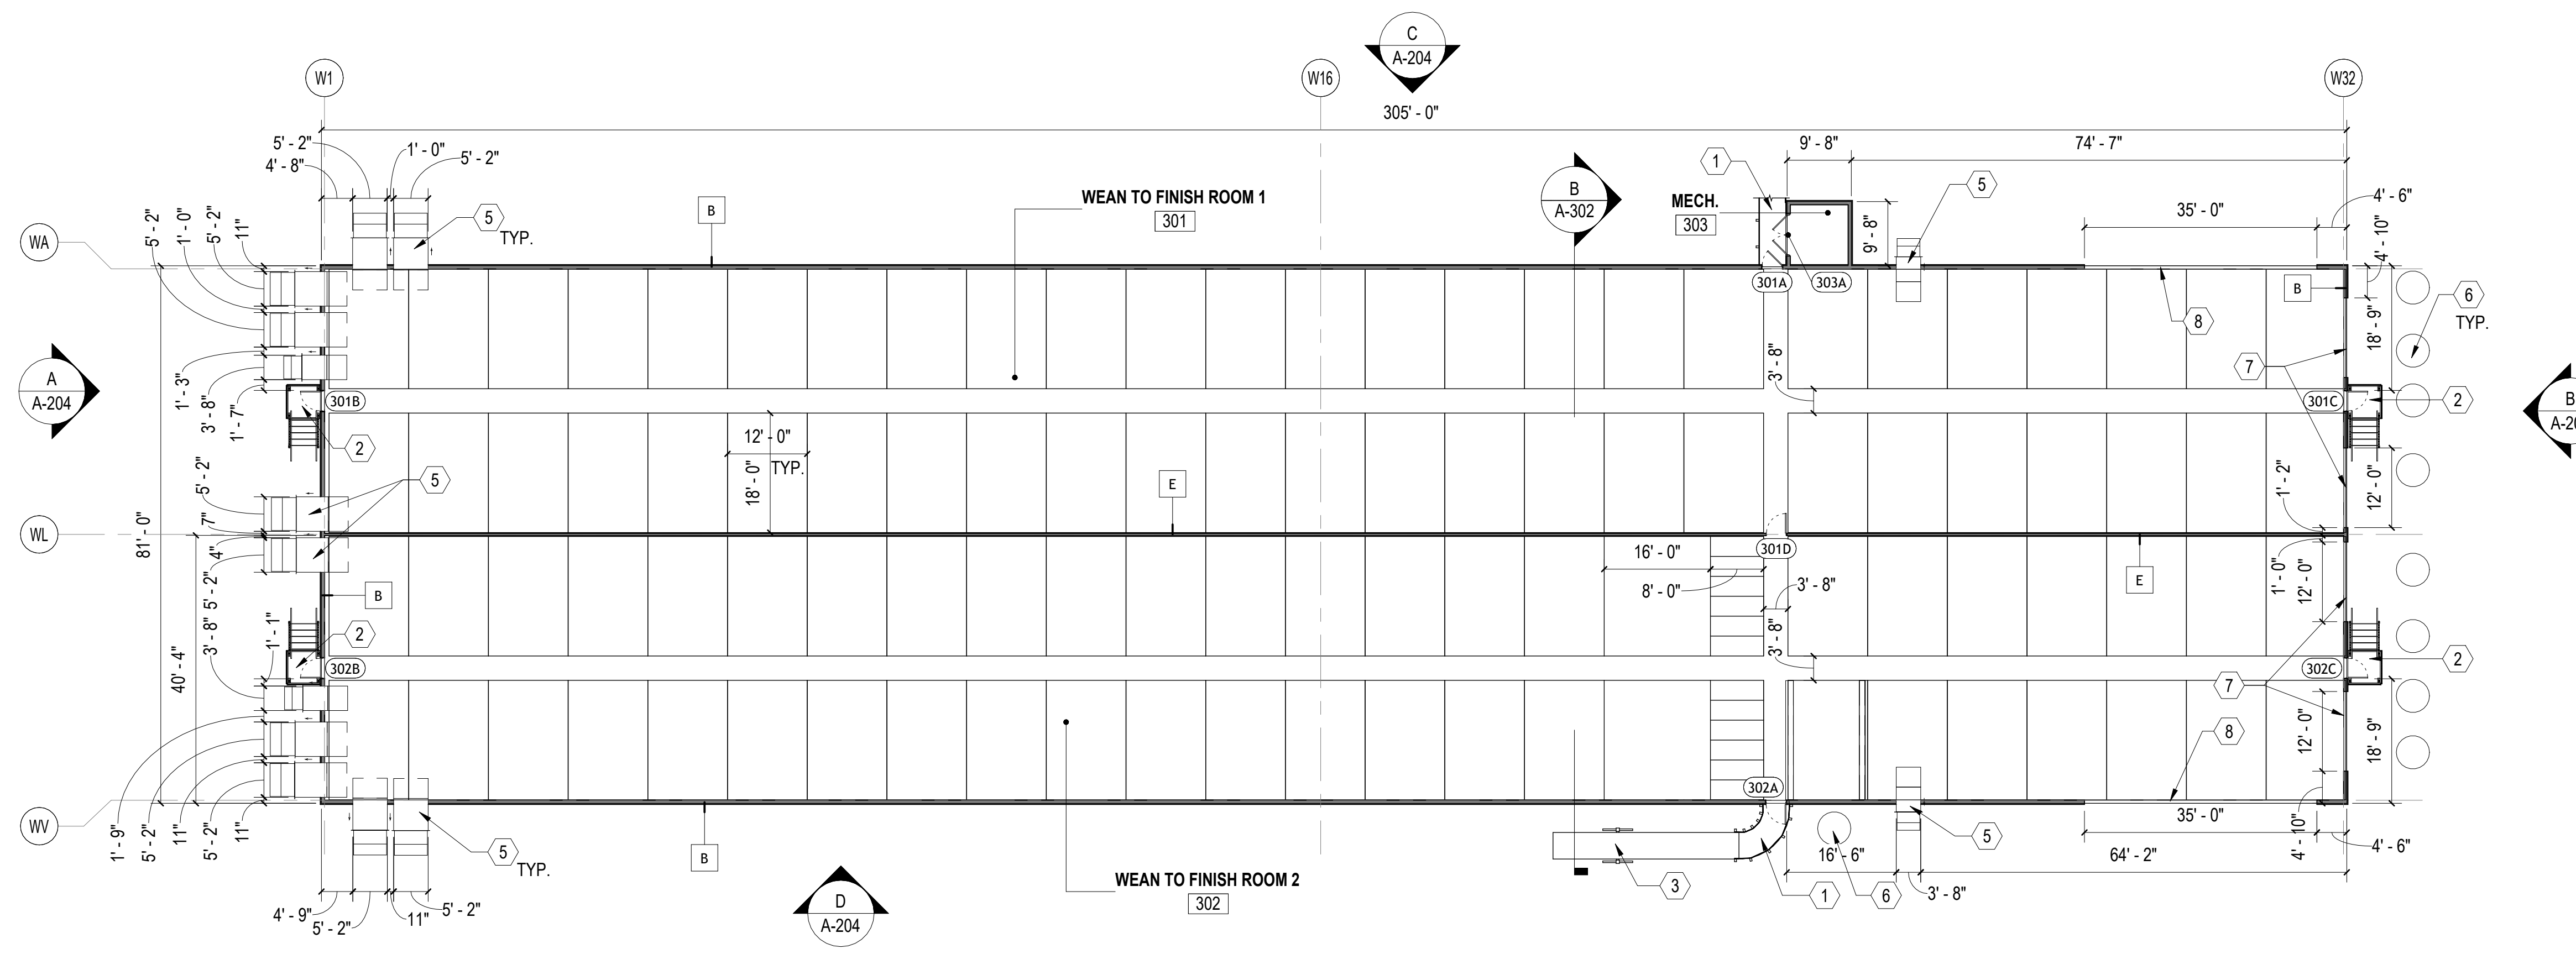 C
A-204
W1
W16
W32
305' - 0"
5' - 2"
1' - 0"
5' - 2"
4' - 8"
9' - 8"
74' - 7"
1
5
4' - 6"
35' - 0"
WEAN TO FINISH ROOM 1
301
B
B
A-302
MECH.
303
9' - 8"
4' - 10"
5
TYP.
WA
5' - 2"
1' - 0"
5' - 2"
11"
301A
303A
B
6
TYP.
8
18' - 9"
7
3' - 8"
A
A-204
1' - 3"
3' - 8"
1' - 7"
301B
301C
2
2
12' - 0"
TYP.
18' - 0"
5' - 2"
5
E
1' - 2"
12' - 0"
B
WL
81' - 0"
7"
4"
301D
16' - 0"
8' - 0"
3' - 8"
1' - 0"
12' - 0"
E
5' - 2"
B
3' - 8"
1' - 1"
2
3' - 8"
40' - 4"
302B
302C
2
7
12' - 0"
18' - 9"
8
302A
WV
1' - 9"
5' - 2"
11"
5' - 2"
11"
5
TYP.
B
35' - 0"
4' - 10"
4' - 6"
16' - 6"
64' - 2"
5
3
1
6
3' - 8"
WEAN TO FINISH ROOM 2
302
D
A-204
4' - 9"
5' - 2"
11"
5' - 2"